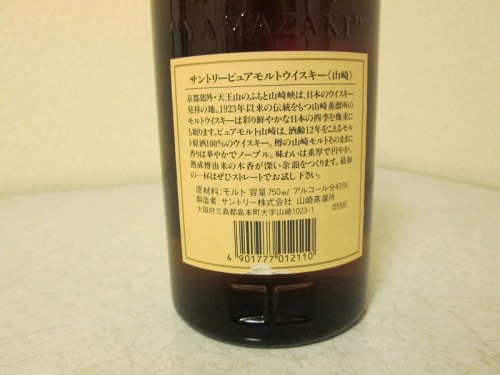 "YAMAZAKI"
サントリーピュアモルトウイスキー〈山崎〉
京都郊外・天王山のふもと山崎峡は、日本のウイスキー
発祥の地。1923年以来の伝統をもつ山崎蒸溜所の
モルトウイスキーは彩り鮮やかな日本の四季を幾重に
も眠ります。ピュアモルト山崎は、酒齢12年をこえるモルト
原酒100%のウイスキー。樽の山崎モルトそのままに
香りは華やかでノーブル。味わいは重厚で円やか。
熟成樽由来の木香が深い余韻をつくります。最初
の一杯はぜひストレートでお試し下さい。
原材料:モルト 容量750ml アルコール分43%
製造者 サントリー株式会社 山崎蒸溜所
大阪府三島郡島本町大字山崎1023-1
4 901777 012110